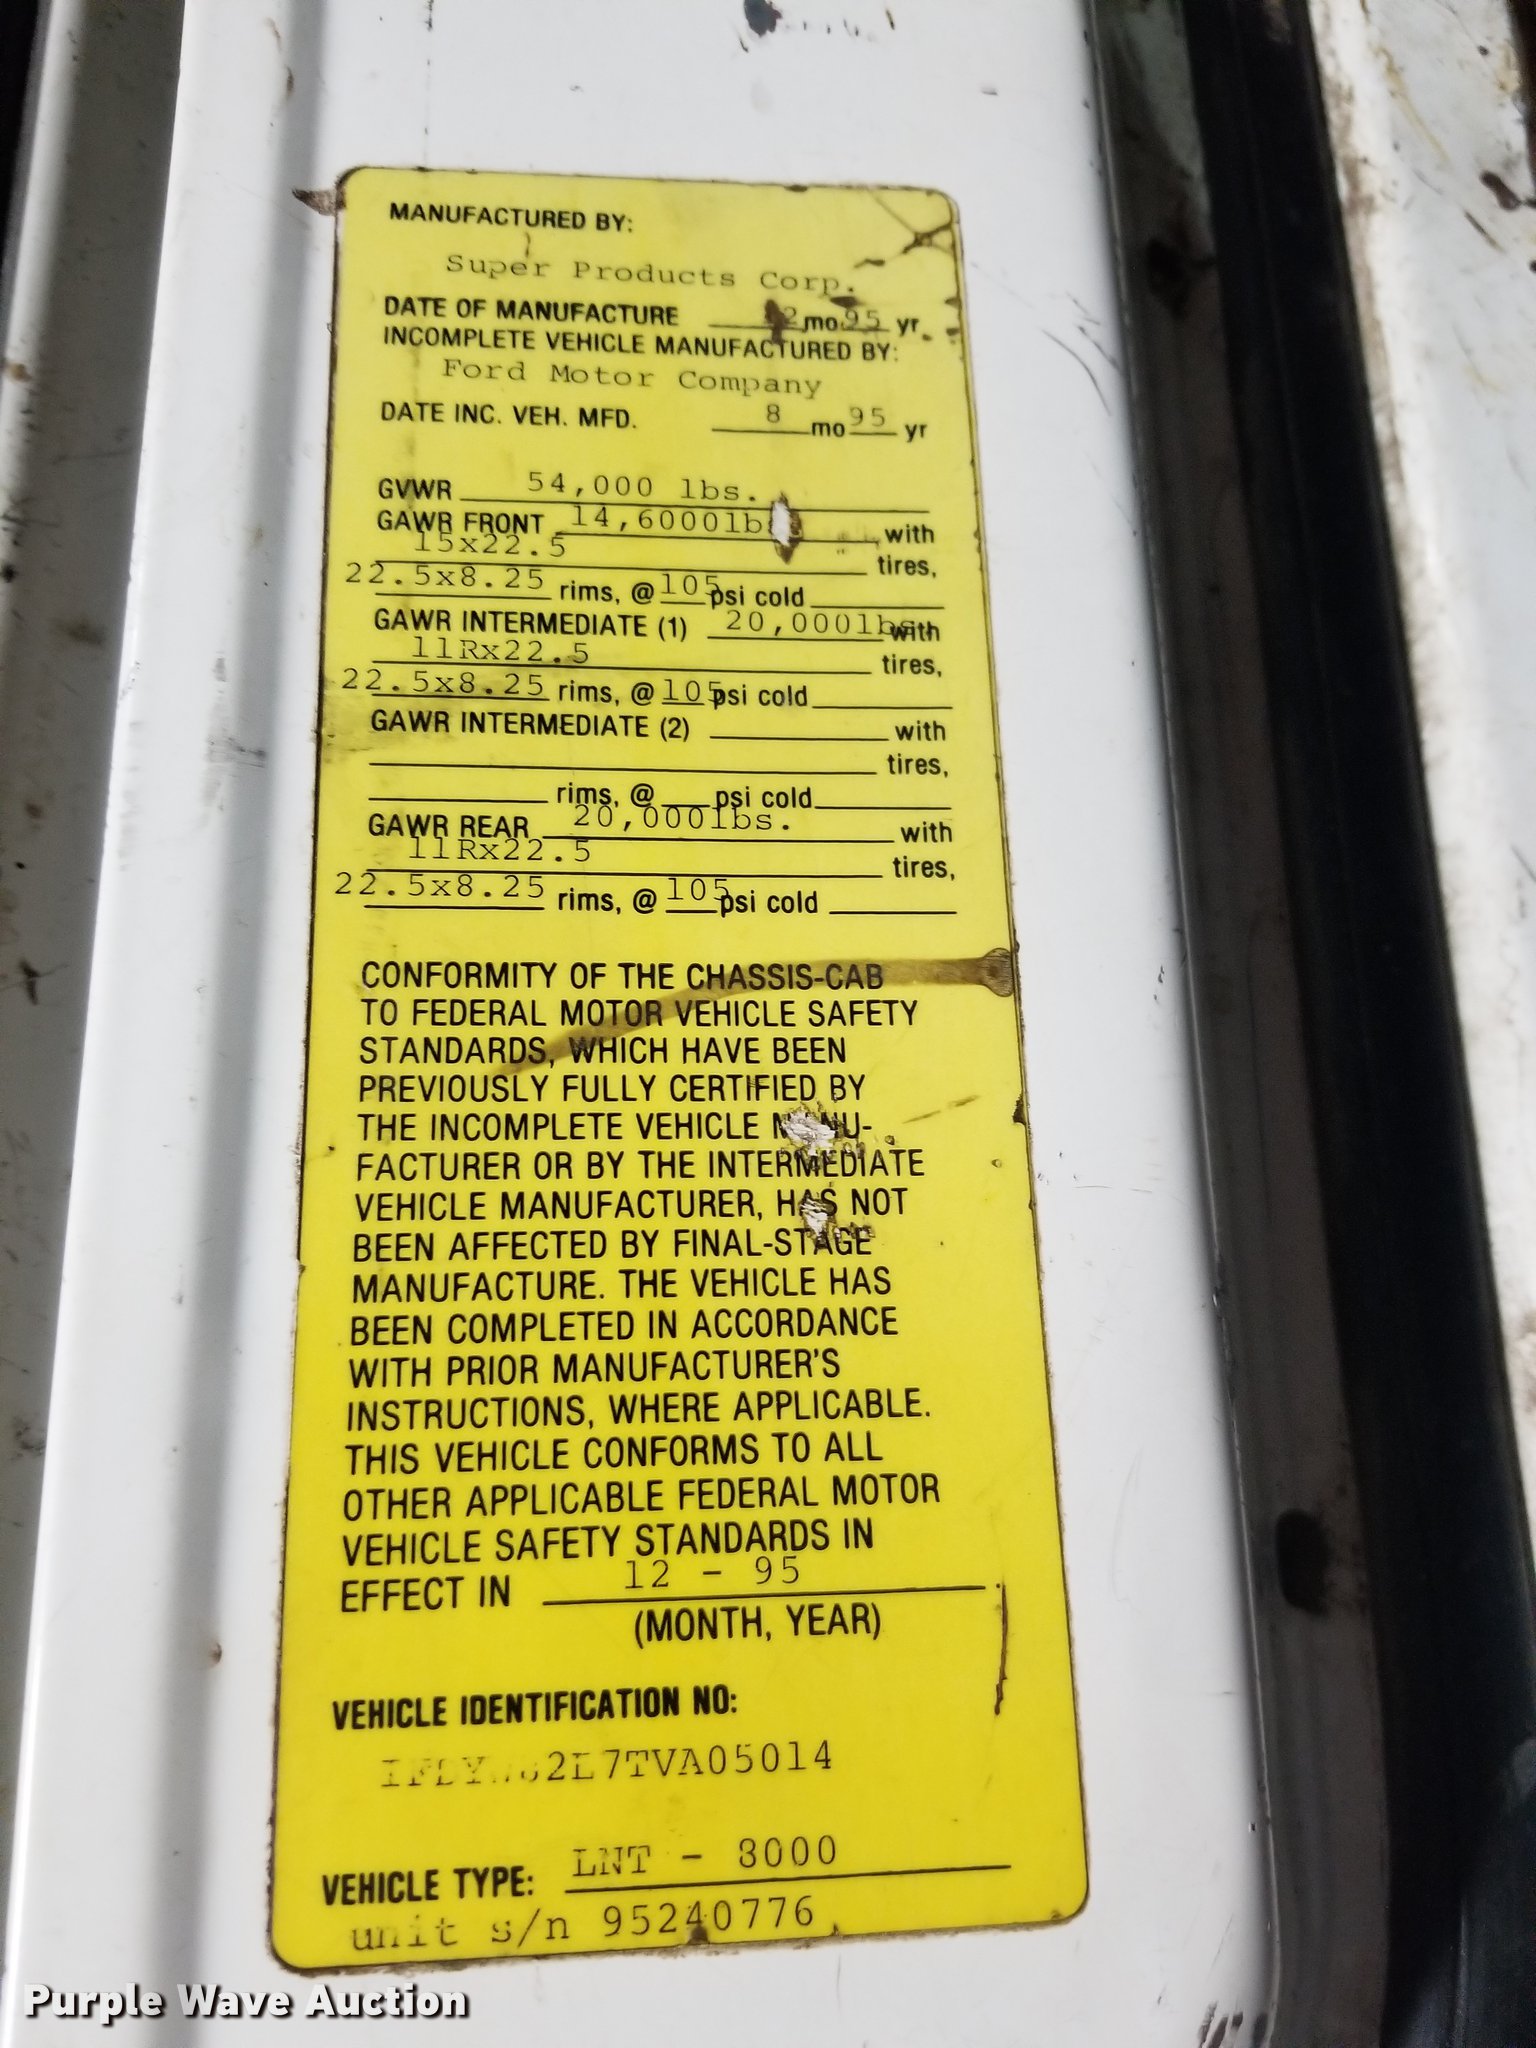 MANUFACTURED BY:
Super Products Corp.
DATE OF MANUFACTURE mo 95 yr.
INCOMPLETE VEHICLE MANUFACTURED BY:
Ford Motor Company
DATE INC. VEH. MFD. 8 mo 95 yr
GVWR 54,000 lbs.
GAWR FRONT 14,6000lb with
15x22.5 tires,
22.5x8.25 rims, @ 105 psi cold
GAWR INTERMEDIATE (1) 20,000lbs. with
11Rx22.5 tires,
22.5x8.25 rims, @ 105 psi cold
GAWR INTERMEDIATE (2) with
tires,
rims, @ psi cold
GAWR REAR 20,000lbs. with
11Rx22.5 tires,
22.5x8.25 rims, @ 105 psi cold
CONFORMITY OF THE CHASSIS-CAB
TO FEDERAL MOTOR VEHICLE SAFETY
STANDARDS, WHICH HAVE BEEN
PREVIOUSLY FULLY CERTIFIED BY
THE INCOMPLETE VEHICLE MANU-
FACTURER OR BY THE INTERMEDIATE
VEHICLE MANUFACTURER, HAS NOT
BEEN AFFECTED BY FINAL-STAGE
MANUFACTURE. THE VEHICLE HAS
BEEN COMPLETED IN ACCORDANCE
WITH PRIOR MANUFACTURER'S
INSTRUCTIONS, WHERE APPLICABLE.
THIS VEHICLE CONFORMS TO ALL
OTHER APPLICABLE FEDERAL MOTOR
VEHICLE SAFETY STANDARDS IN
EFFECT IN 12 - 95
(MONTH, YEAR)
VEHICLE IDENTIFICATION NO:
VEHICLE TYPE: LNT - 8000
unit s/n 95240776
Purple Wave Auction